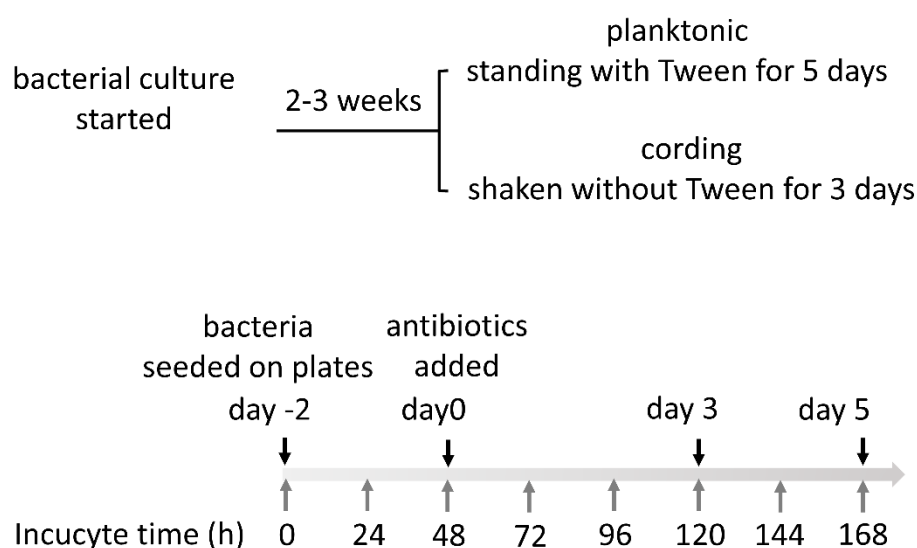 bacterial culture
started
2-3 weeks
planktonic
standing with Tween for 5 days
cording
shaken without Tween for 3 days
bacteria
seeded on plates
day -2
antibiotics
added
day0
day 3
day 5
Incucyte time (h) 0 24 48 72 96 120 144 168